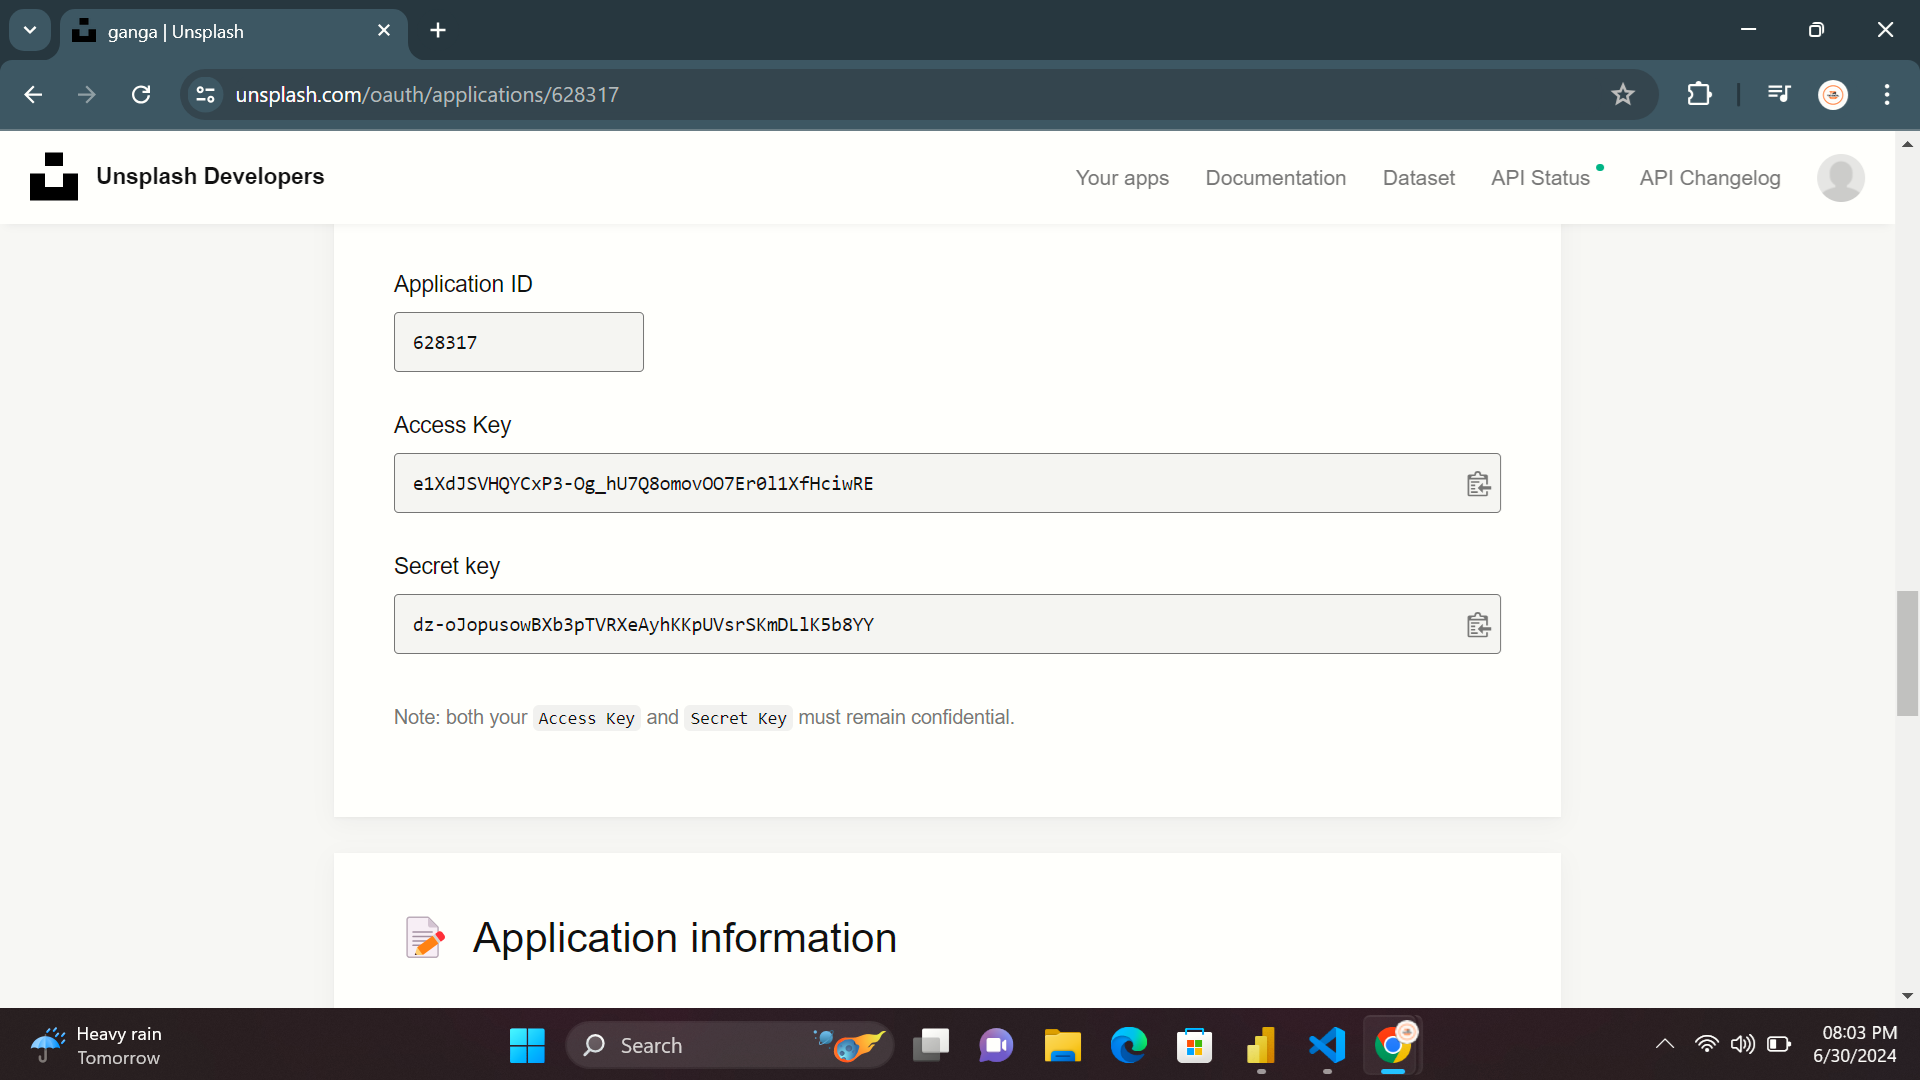 ganga | Unsplash
unsplash.com/oauth/applications/628317
Unsplash Developers
Your apps
Documentation
Dataset
API Status
API Changelog
Application ID
628317
Access Key
e1XdJSVHQYCxP3-Og_hU7Q8omovOO7Er0l1XfHciwRE
Secret key
dz-oJopusowBXb3pTVRXeAyhKKpUVsrSKmDLlK5b8YY
Note: both your Access Key and Secret Key must remain confidential.
Application information
Heavy rain
Tomorrow
Search
08:03 PM
6/30/2024